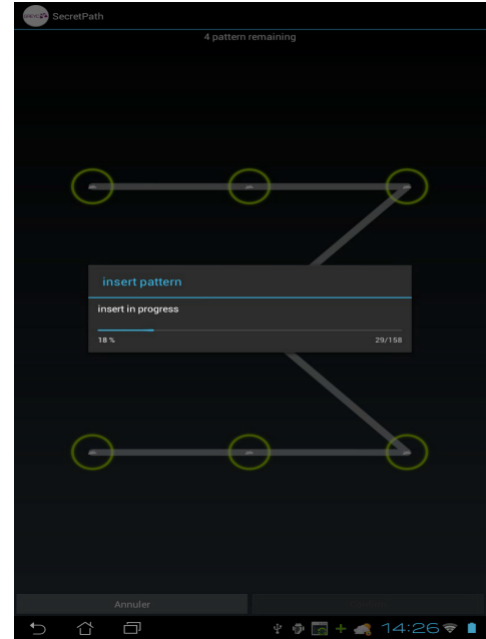 SecretPath
4 pattern remaining
insert pattern
insert in progress
18 %
29/158
Annuler
14:26